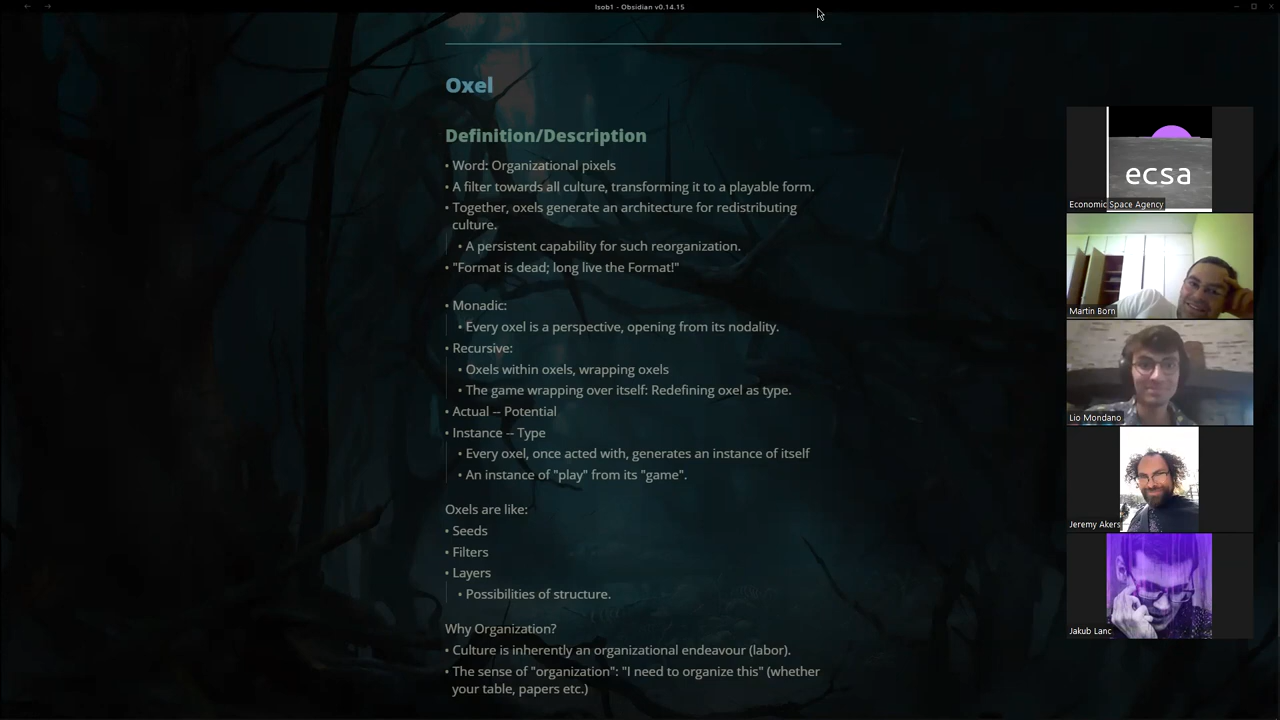 Isob1 - Obsidian v0.14.15
Oxel
Definition/Description
• Word: Organizational pixels
• A filter towards all culture, transforming it to a playable form.
• Together, oxels generate an architecture for redistributing
culture.
• A persistent capability for such reorganization.
• "Format is dead; long live the Format!"
• Monadic:
• Every oxel is a perspective, opening from its nodality.
• Recursive:
• Oxels within oxels, wrapping oxels
• The game wrapping over itself: Redefining oxel as type.
• Actual -- Potential
• Instance -- Type
• Every oxel, once acted with, generates an instance of itself
• An instance of "play" from its "game".
Oxels are like:
• Seeds
• Filters
• Layers
• Possibilities of structure.
Why Organization?
• Culture is inherently an organizational endeavour (labor).
• The sense of "organization": "I need to organize this" (whether
your table, papers etc.)
ecsa
Economic Space Agency
Martin Born
Lio Mondano
Jeremy Akers
Jakub Lanc